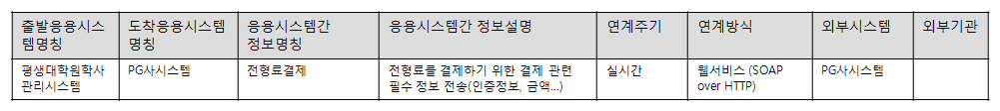 출발응용시스템명칭
도착응용시스템명칭
응용시스템간 정보명칭
응용시스템간 정보설명
연계주기
연계방식
외부시스템
외부기관
평생대학원학사관리시스템
PG사시스템
전형료결제
전형료를 결제하기 위한 결제 관련
필수 정보 전송(인증정보, 금액...)
실시간
웹서비스 (SOAP
over HTTP)
PG사시스템